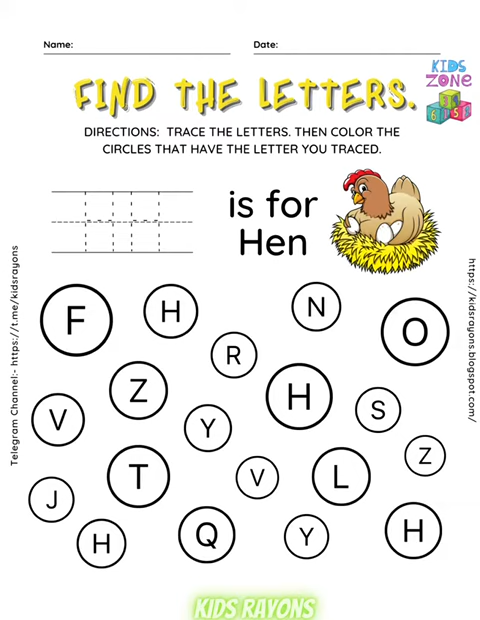 Name: Date:
KIDS
ZONE
FIND THE LETTERS.
DIRECTIONS: TRACE THE LETTERS. THEN COLOR THE
CIRCLES THAT HAVE THE LETTER YOU TRACED.
H H
is for
Hen
Telegram Channel:- https://t.me/kidsrayons
https://kidsrayons.blogspot.com/
F H N O
R
Z H S
V Y
Z
T V L
J
H Q Y H
KIDS RAYONS